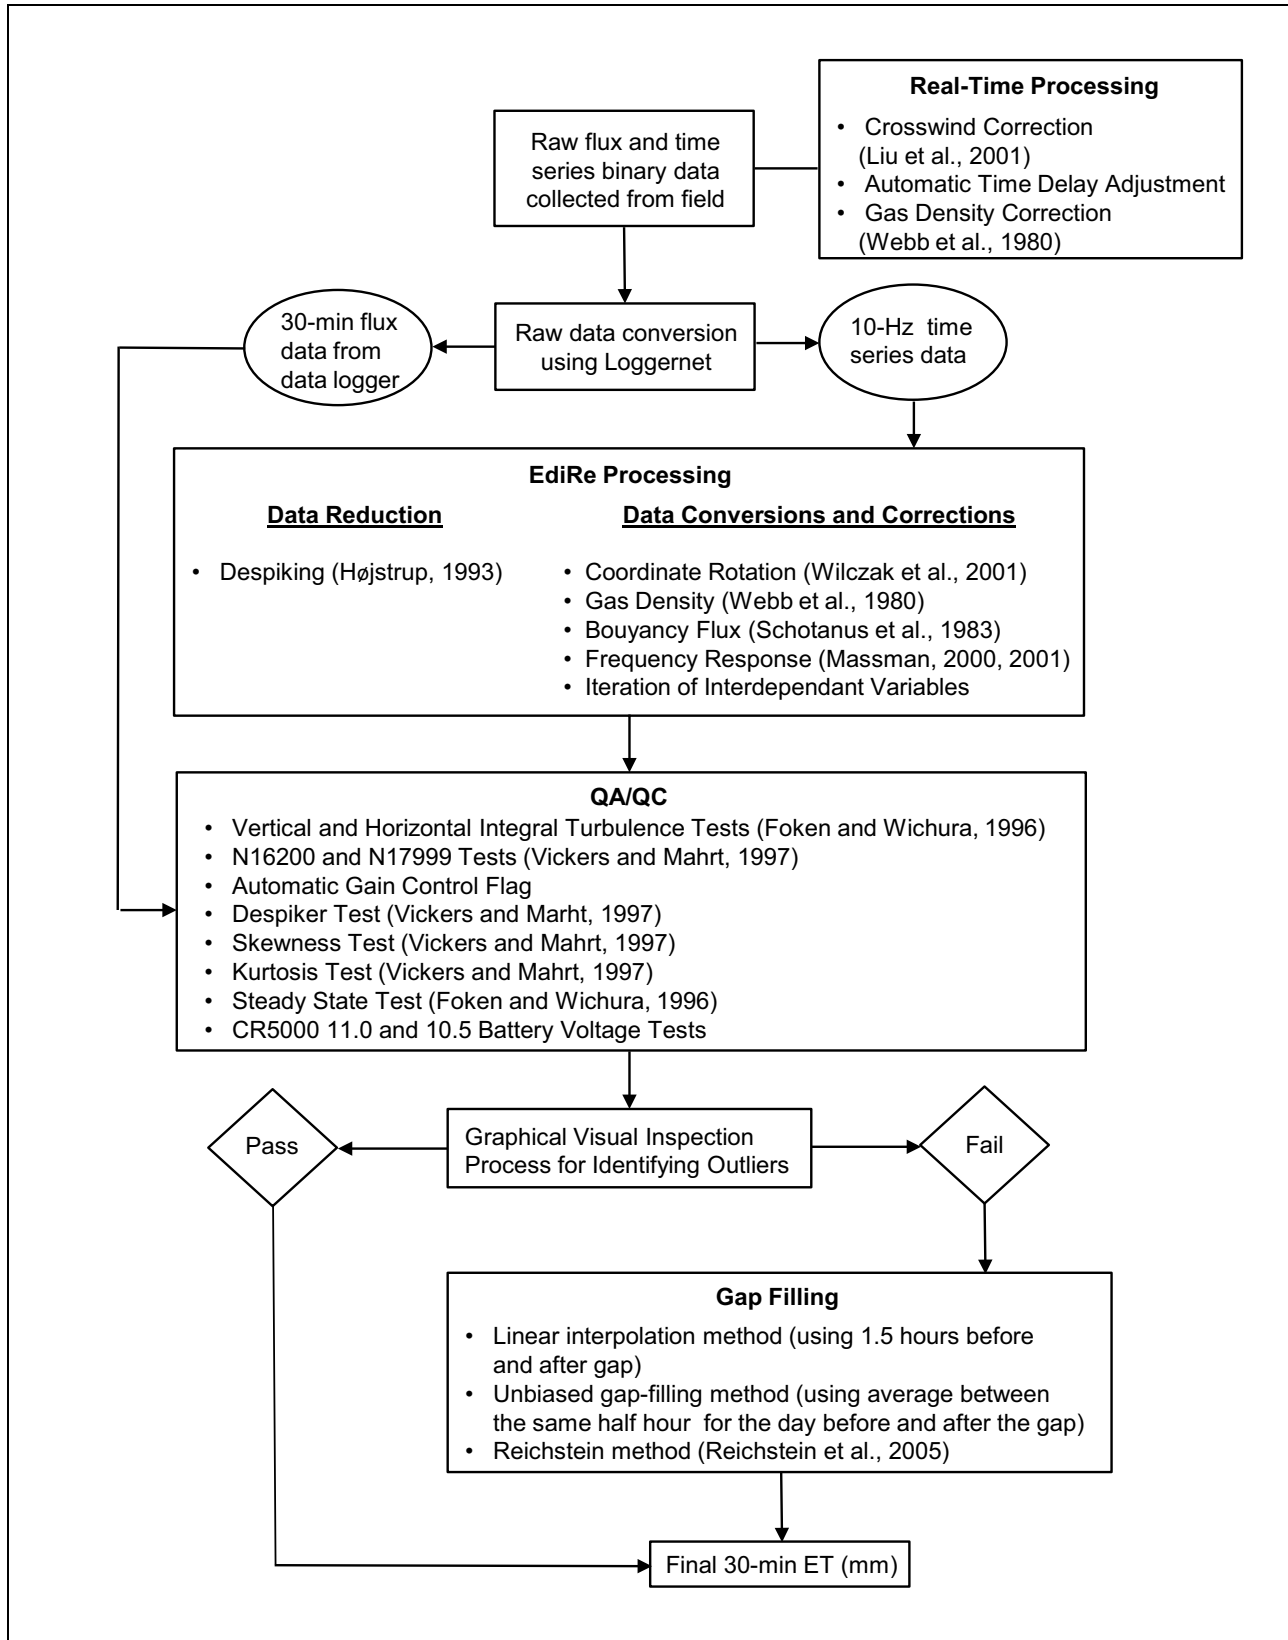 Real-Time Processing
• Crosswind Correction
(Liu et al., 2001)
• Automatic Time Delay Adjustment
• Gas Density Correction
(Webb et al., 1980)
Raw flux and time
series binary data
collected from field
30-min flux
data from
data logger
Raw data conversion
using Loggernet
10-Hz time
series data
EdiRe Processing
Data Reduction
• Despiking (Højstrup, 1993)
Data Conversions and Corrections
• Coordinate Rotation (Wilczak et al., 2001)
• Gas Density (Webb et al., 1980)
• Bouyancy Flux (Schotanus et al., 1983)
• Frequency Response (Massman, 2000, 2001)
• Iteration of Interdependant Variables
QA/QC
• Vertical and Horizontal Integral Turbulence Tests (Foken and Wichura, 1996)
• N16200 and N17999 Tests (Vickers and Mahrt, 1997)
• Automatic Gain Control Flag
• Despiker Test (Vickers and Marht, 1997)
• Skewness Test (Vickers and Mahrt, 1997)
• Kurtosis Test (Vickers and Mahrt, 1997)
• Steady State Test (Foken and Wichura, 1996)
• CR5000 11.0 and 10.5 Battery Voltage Tests
Pass
Graphical Visual Inspection
Process for Identifying Outliers
Fail
Gap Filling
• Linear interpolation method (using 1.5 hours before
and after gap)
• Unbiased gap-filling method (using average between
the same half hour for the day before and after the gap)
• Reichstein method (Reichstein et al., 2005)
Final 30-min ET (mm)